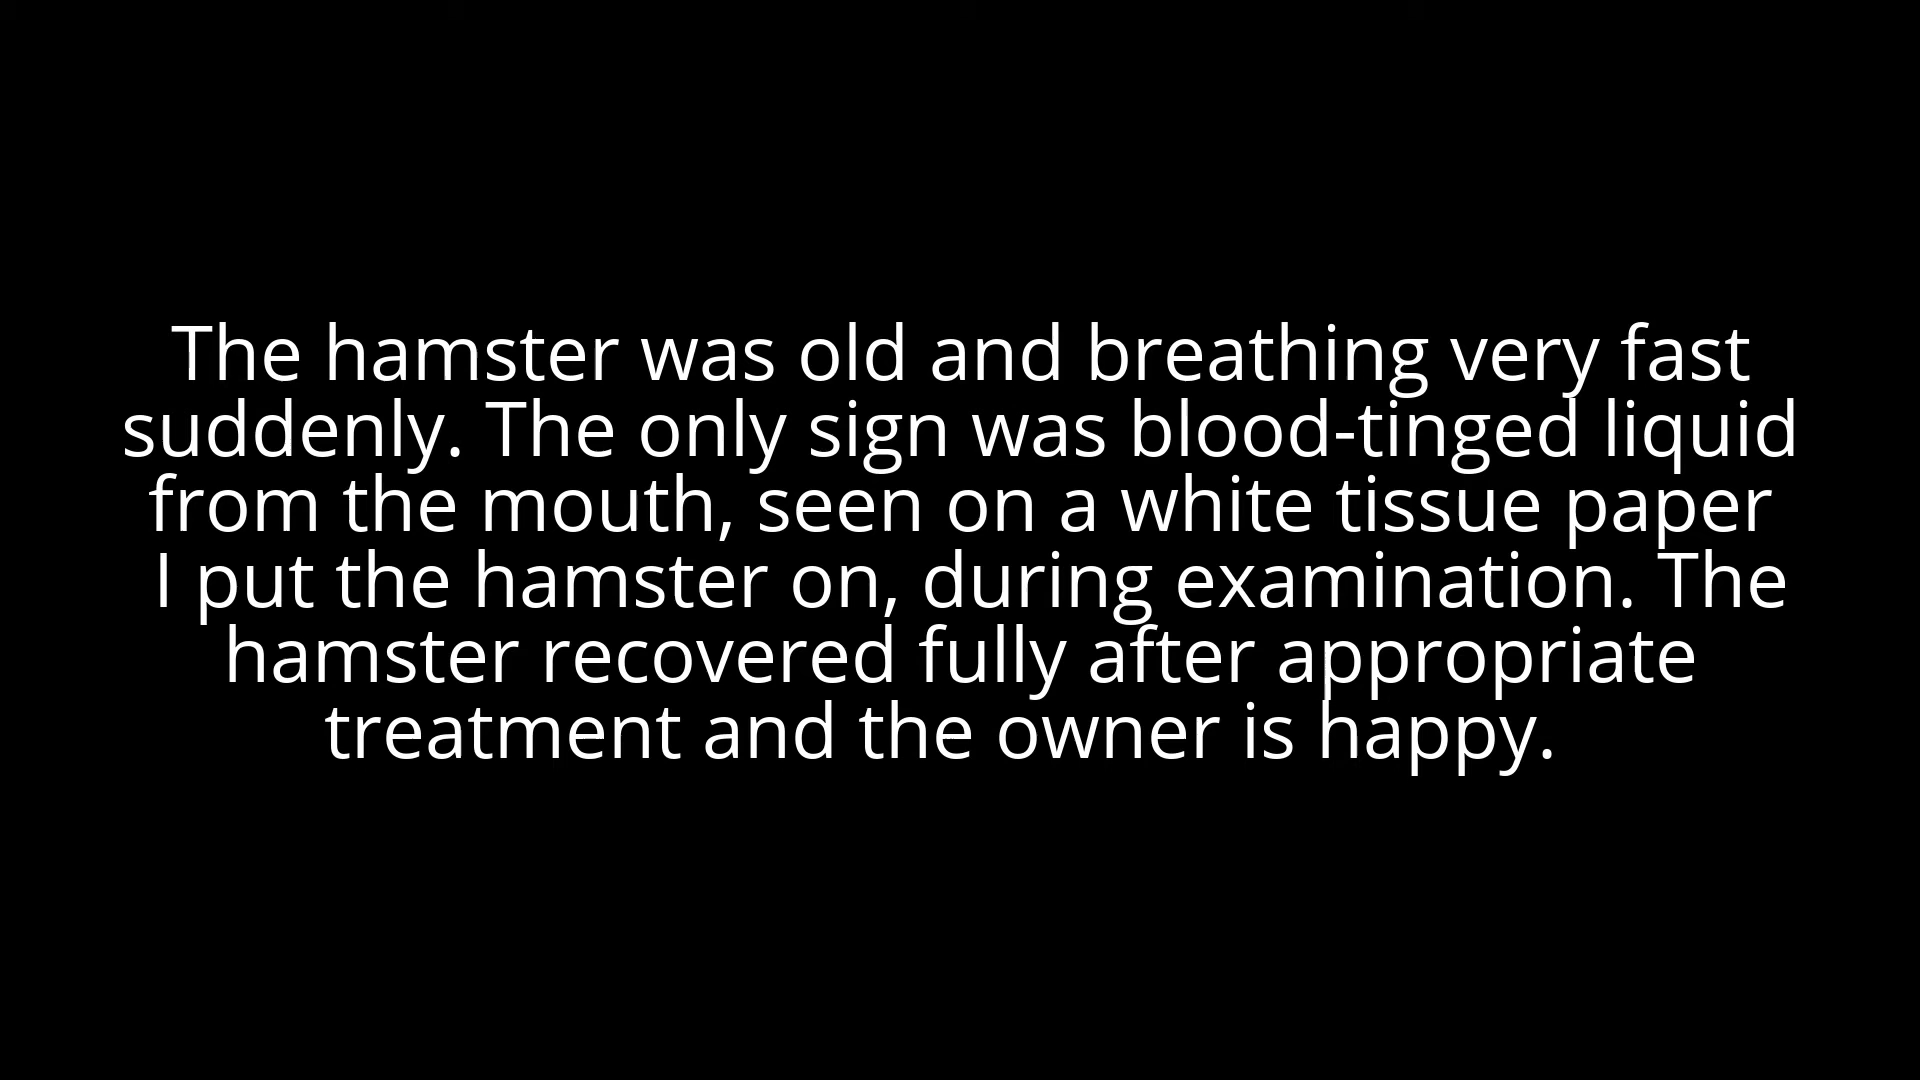 The hamster was old and breathing very fast
suddenly. The only sign was blood-tinged liquid
from the mouth, seen on a white tissue paper
I put the hamster on, during examination. The
hamster recovered fully after appropriate
treatment and the owner is happy.